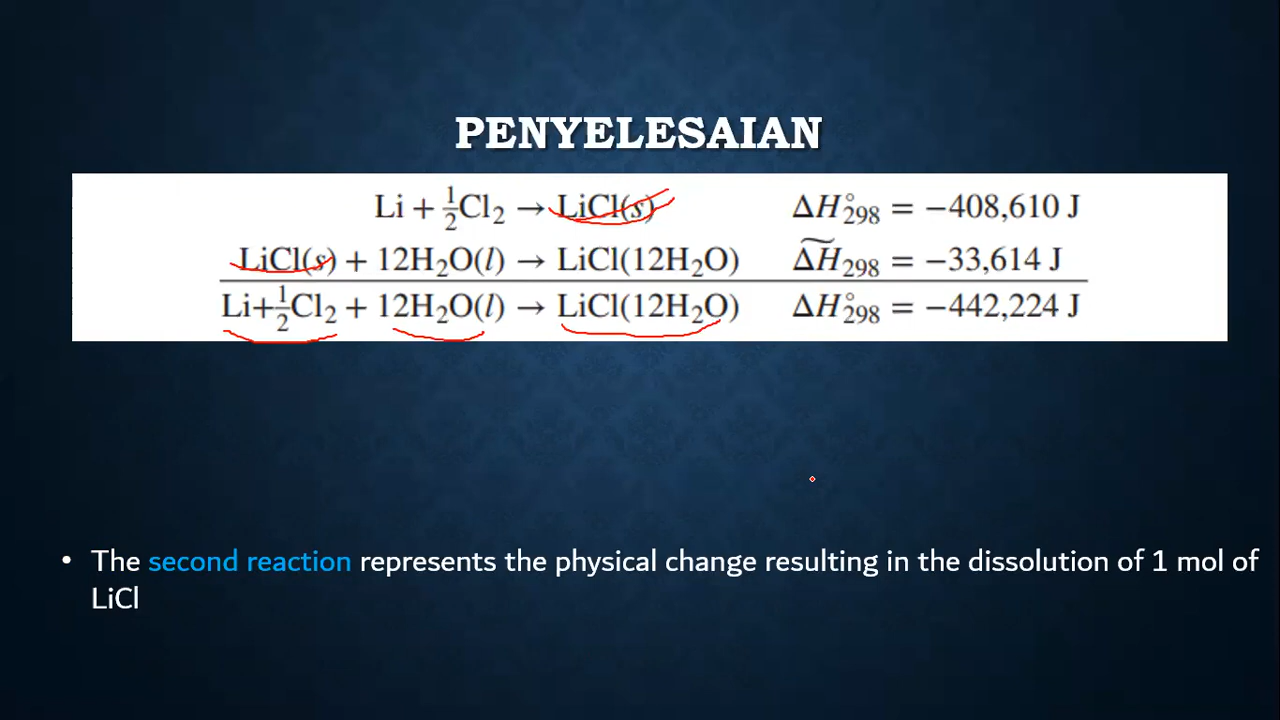 PENYELESAIAN
Li + ½Cl₂ → LiCl(s) ΔH°₂₉₈ = −408,610 J
LiCl(s) + 12H₂O(l) → LiCl(12H₂O) Δ͠H₂₉₈ = −33,614 J
Li+½Cl₂ + 12H₂O(l) → LiCl(12H₂O) ΔH°₂₉₈ = −442,224 J
• The second reaction represents the physical change resulting in the dissolution of 1 mol of
LiCl